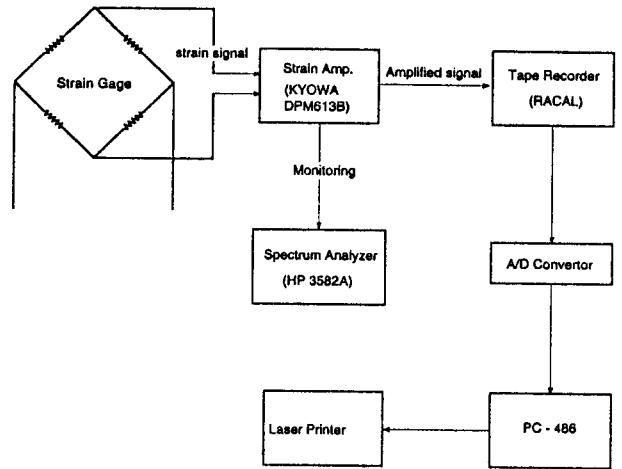 strain signal
Strain Gage
Strain Amp.
(KYOWA
DPM613B)
Amplified signal
Tape Recorder
(RACAL)
Monitoring
Spectrum Analyzer
(HP 3582A)
A/D Convertor
Laser Printer
PC - 486